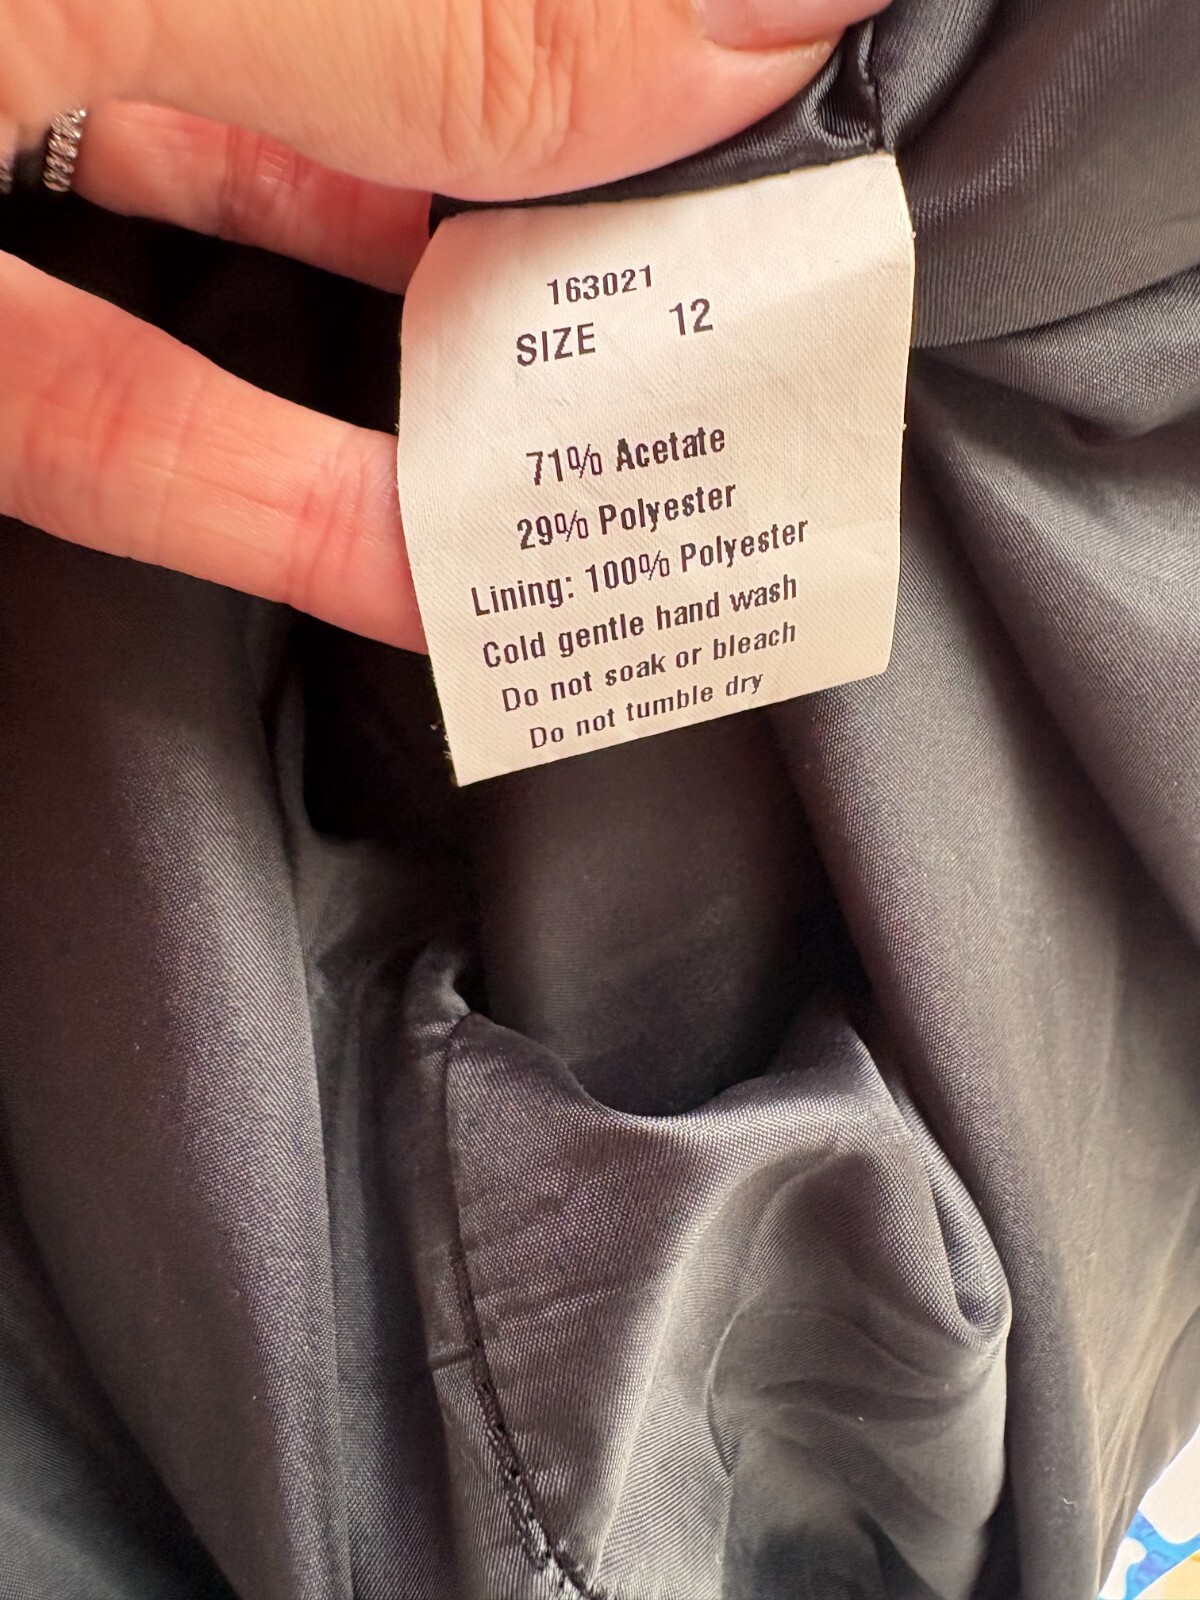 163021
SIZE 12
71% Acetate
29% Polyester
Lining: 100% Polyester
Cold gentle hand wash
Do not soak or bleach
Do not tumble dry